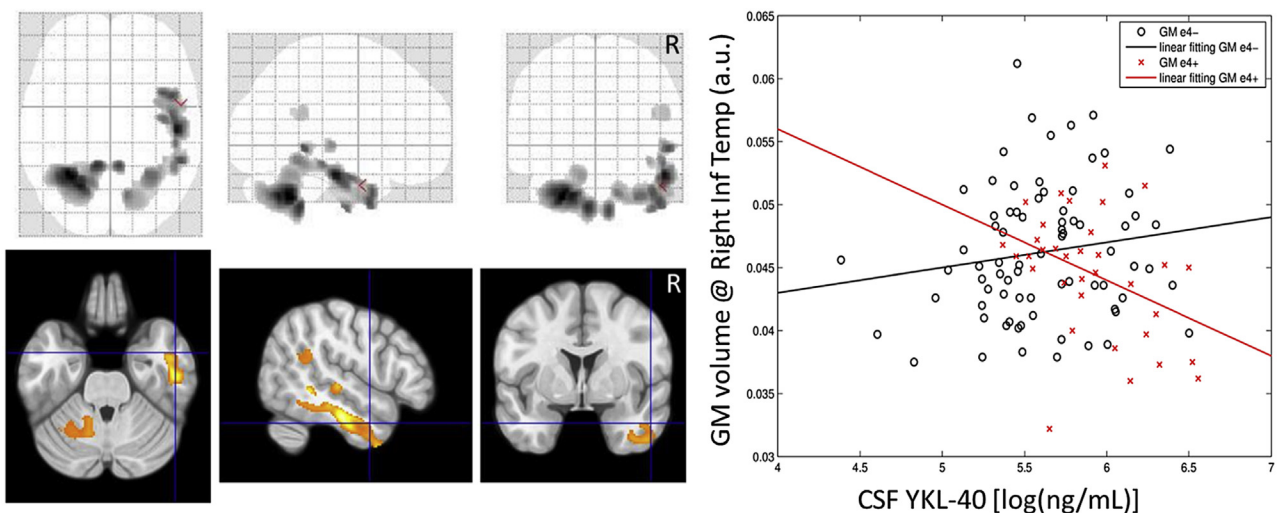 R
R
GM volume @ Right Inf Temp (a.u.)
0.065
0.06
0.055
0.05
0.045
0.04
0.035
0.03
GM e4−
linear fitting GM e4−
GM e4+
linear fitting GM e4+
4 4.5 5 5.5 6 6.5 7
CSF YKL-40 [log(ng/mL)]